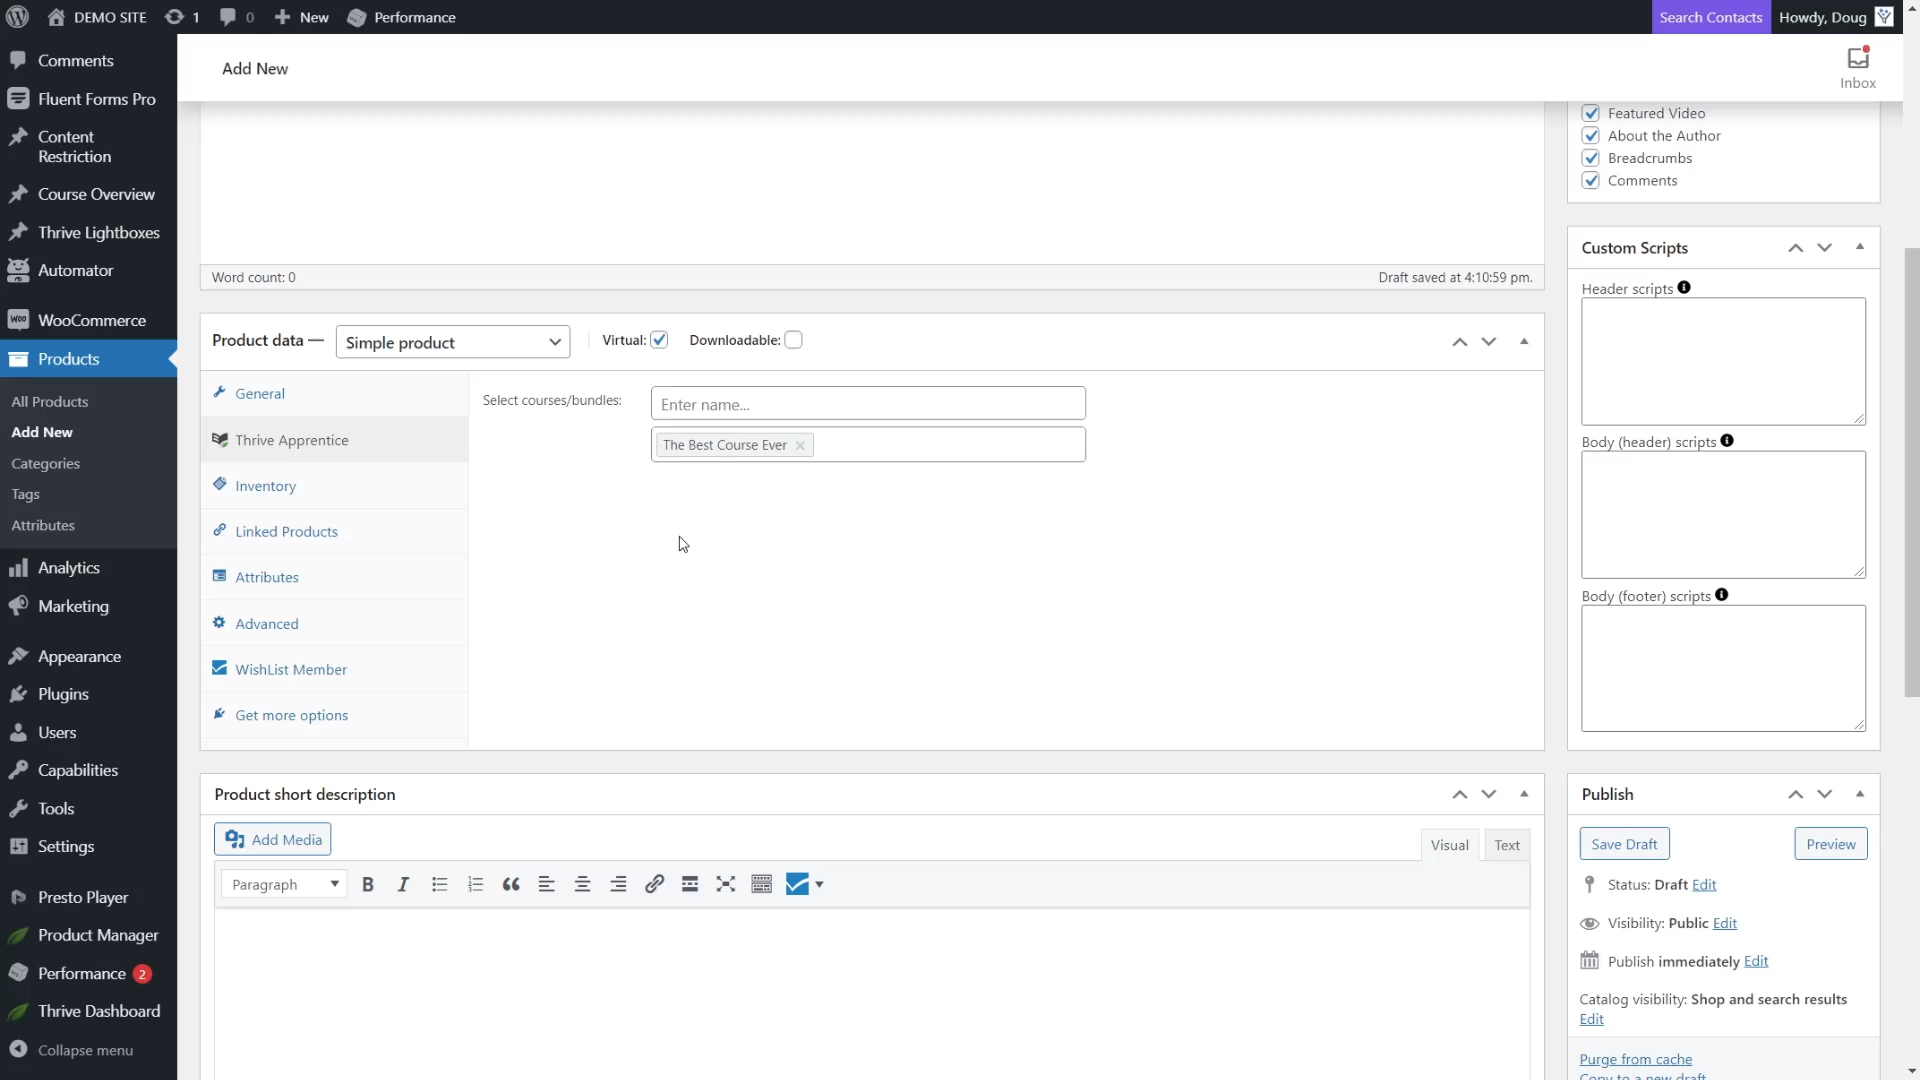 DEMO SITE 1 0 New Performance Search Contacts Howdy, Doug
Comments
Fluent Forms Pro
Content
Restriction
Course Overview
Thrive Lightboxes
Automator
WooCommerce
Products
All Products
Add New
Categories
Tags
Attributes
Analytics
Marketing
Appearance
Plugins
Users
Capabilities
Tools
Settings
Presto Player
Product Manager
Performance 2
Thrive Dashboard
Collapse menu
Add New
Inbox
Word count: 0 Draft saved at 4:10:59 pm.
Product data — Simple product Virtual: Downloadable:
General
Thrive Apprentice
Inventory
Linked Products
Attributes
Advanced
WishList Member
Get more options
Select courses/bundles: Enter name...
The Best Course Ever ×
Product short description
Add Media
Visual Text
Paragraph
Featured Video
About the Author
Breadcrumbs
Comments
Custom Scripts
Header scripts
Body (header) scripts
Body (footer) scripts
Publish
Save Draft Preview
Status: Draft Edit
Visibility: Public Edit
Publish immediately Edit
Catalog visibility: Shop and search results
Edit
Purge from cache
Copy to a new draft